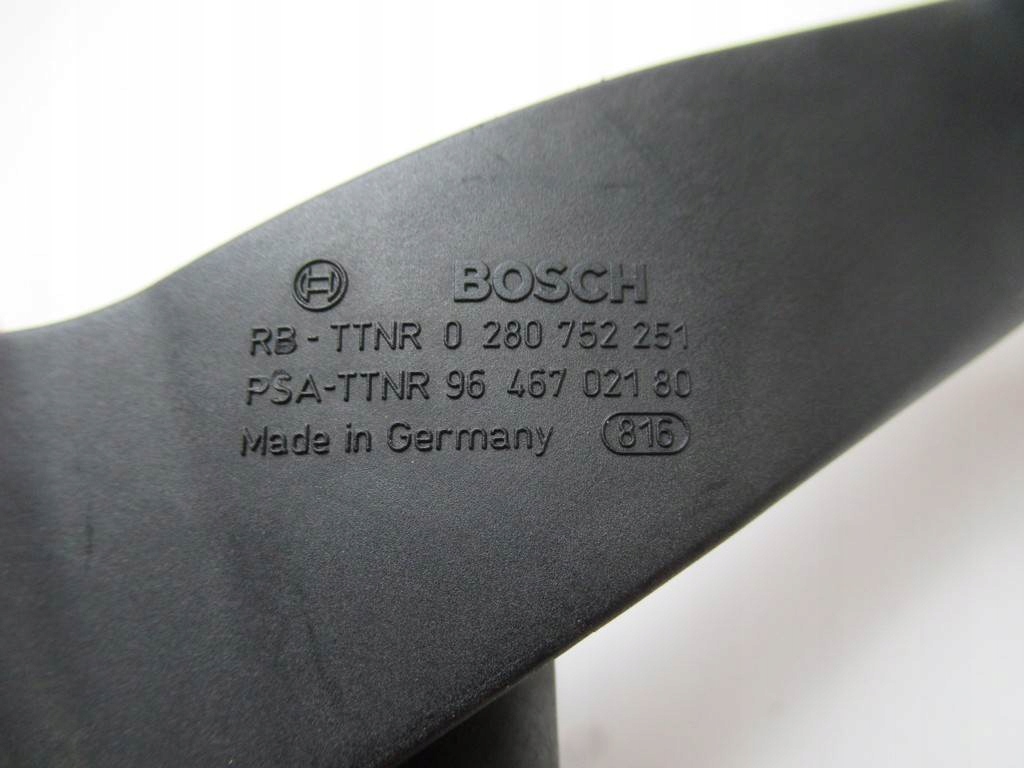 BOSCH
RB - TTNR 0 280 752 251
PSA-TTNR 96 467 021 80
Made in Germany 816